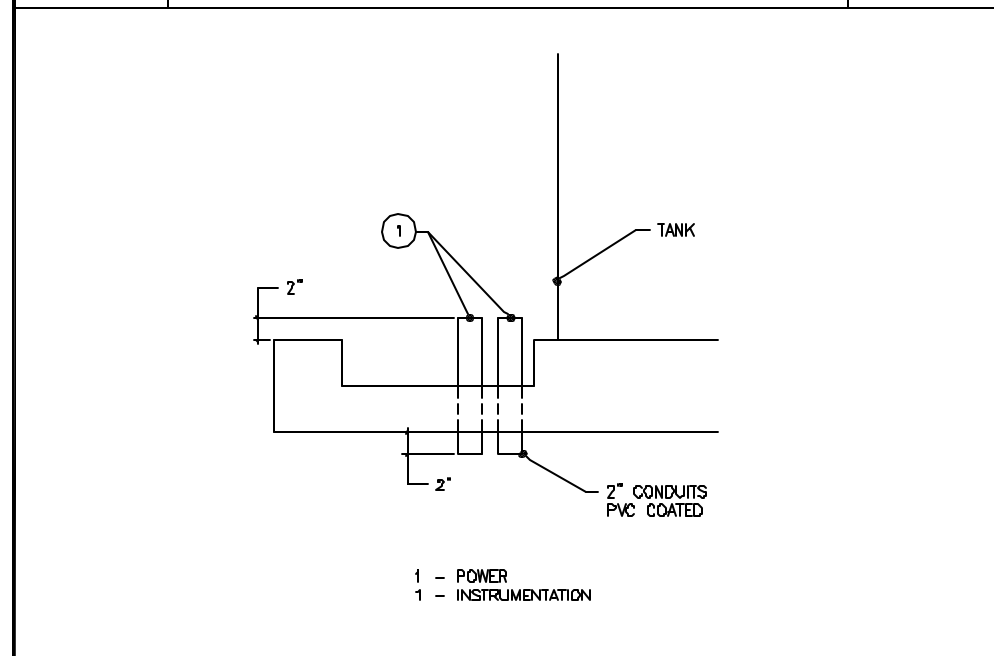 1
TANK
2"
2"
2" CONDUITS
PVC COATED
1 - POWER
1 - INSTRUMENTATION